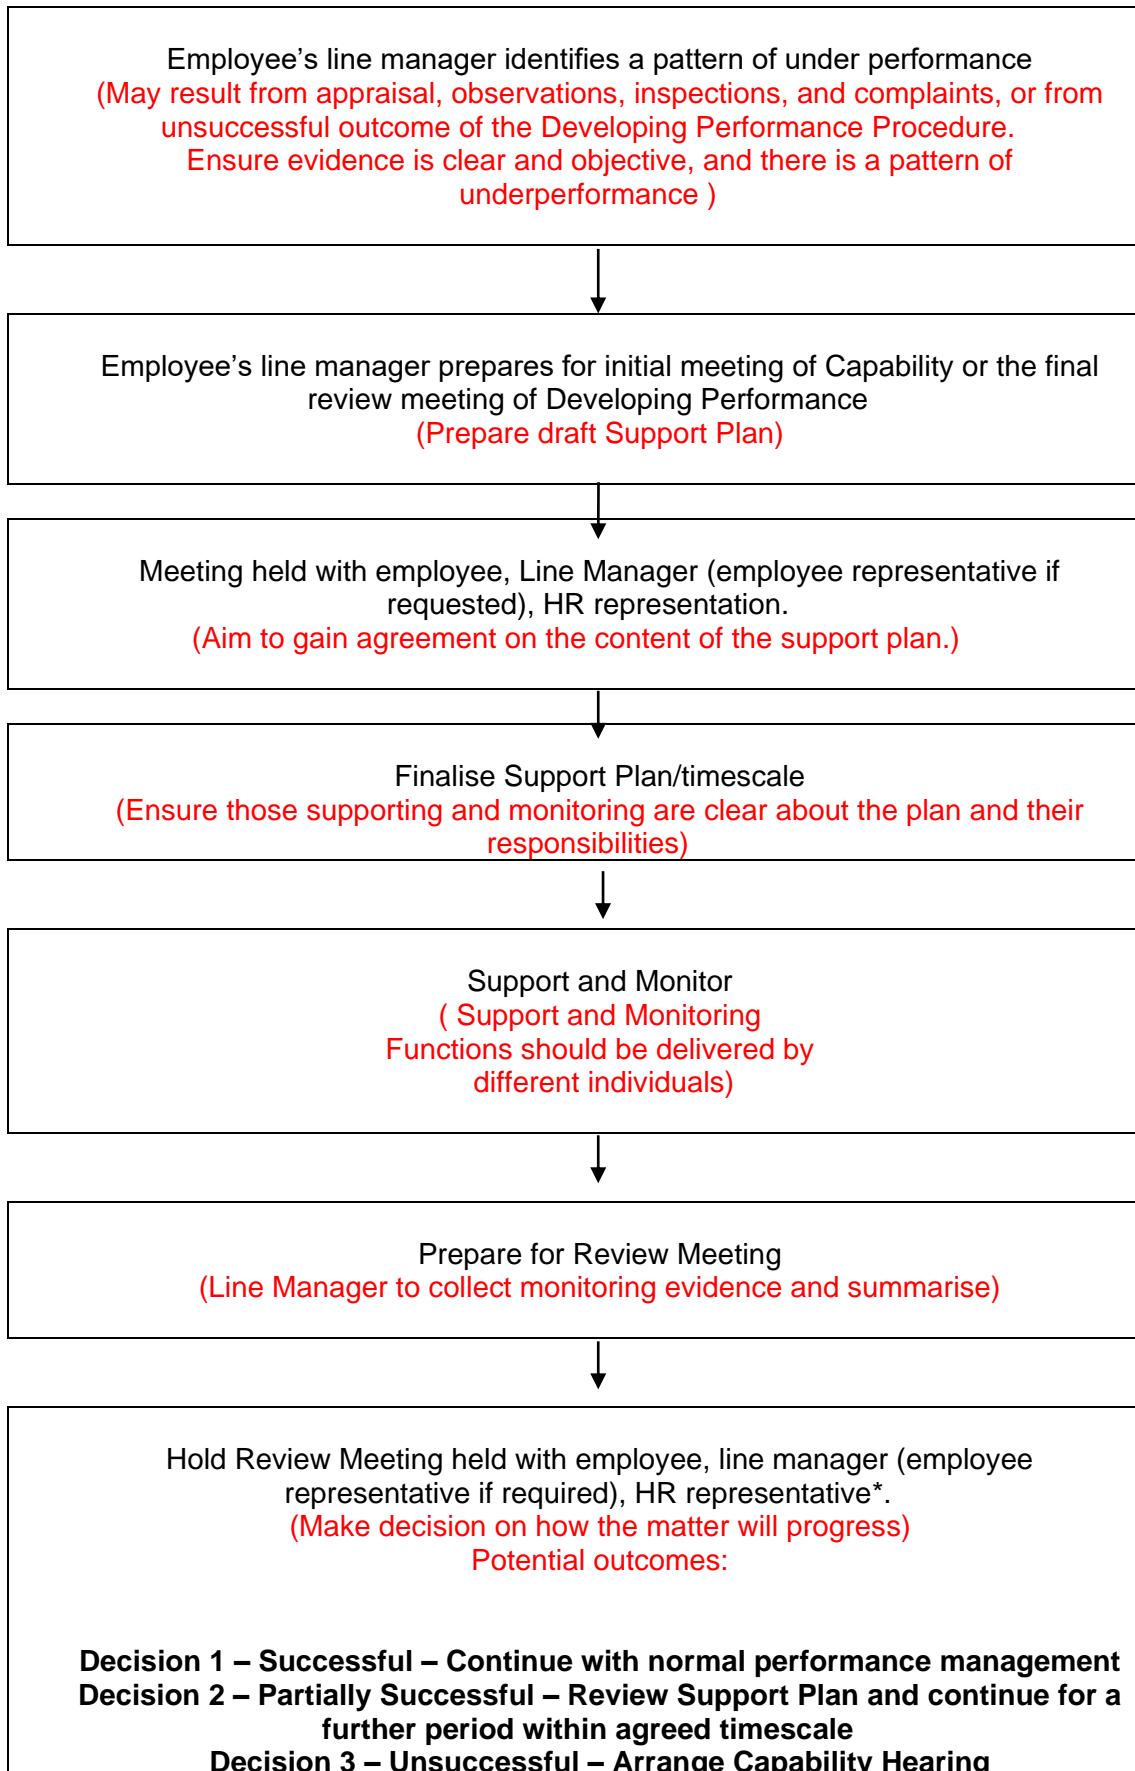 Employee’s line manager identifies a pattern of under performance
(May result from appraisal, observations, inspections, and complaints, or from
unsuccessful outcome of the Developing Performance Procedure.
Ensure evidence is clear and objective, and there is a pattern of
underperformance )
Employee’s line manager prepares for initial meeting of Capability or the final
review meeting of Developing Performance
(Prepare draft Support Plan)
Meeting held with employee, Line Manager (employee representative if
requested), HR representation.
(Aim to gain agreement on the content of the support plan.)
Finalise Support Plan/timescale
(Ensure those supporting and monitoring are clear about the plan and their
responsibilities)
Support and Monitor
( Support and Monitoring
Functions should be delivered by
different individuals)
Prepare for Review Meeting
(Line Manager to collect monitoring evidence and summarise)
Hold Review Meeting held with employee, line manager (employee
representative if required), HR representative*.
(Make decision on how the matter will progress)
Potential outcomes:
Decision 1 – Successful – Continue with normal performance management
Decision 2 – Partially Successful – Review Support Plan and continue for a
further period within agreed timescale
Decision 3 – Unsuccessful – Arrange Capability Hearing